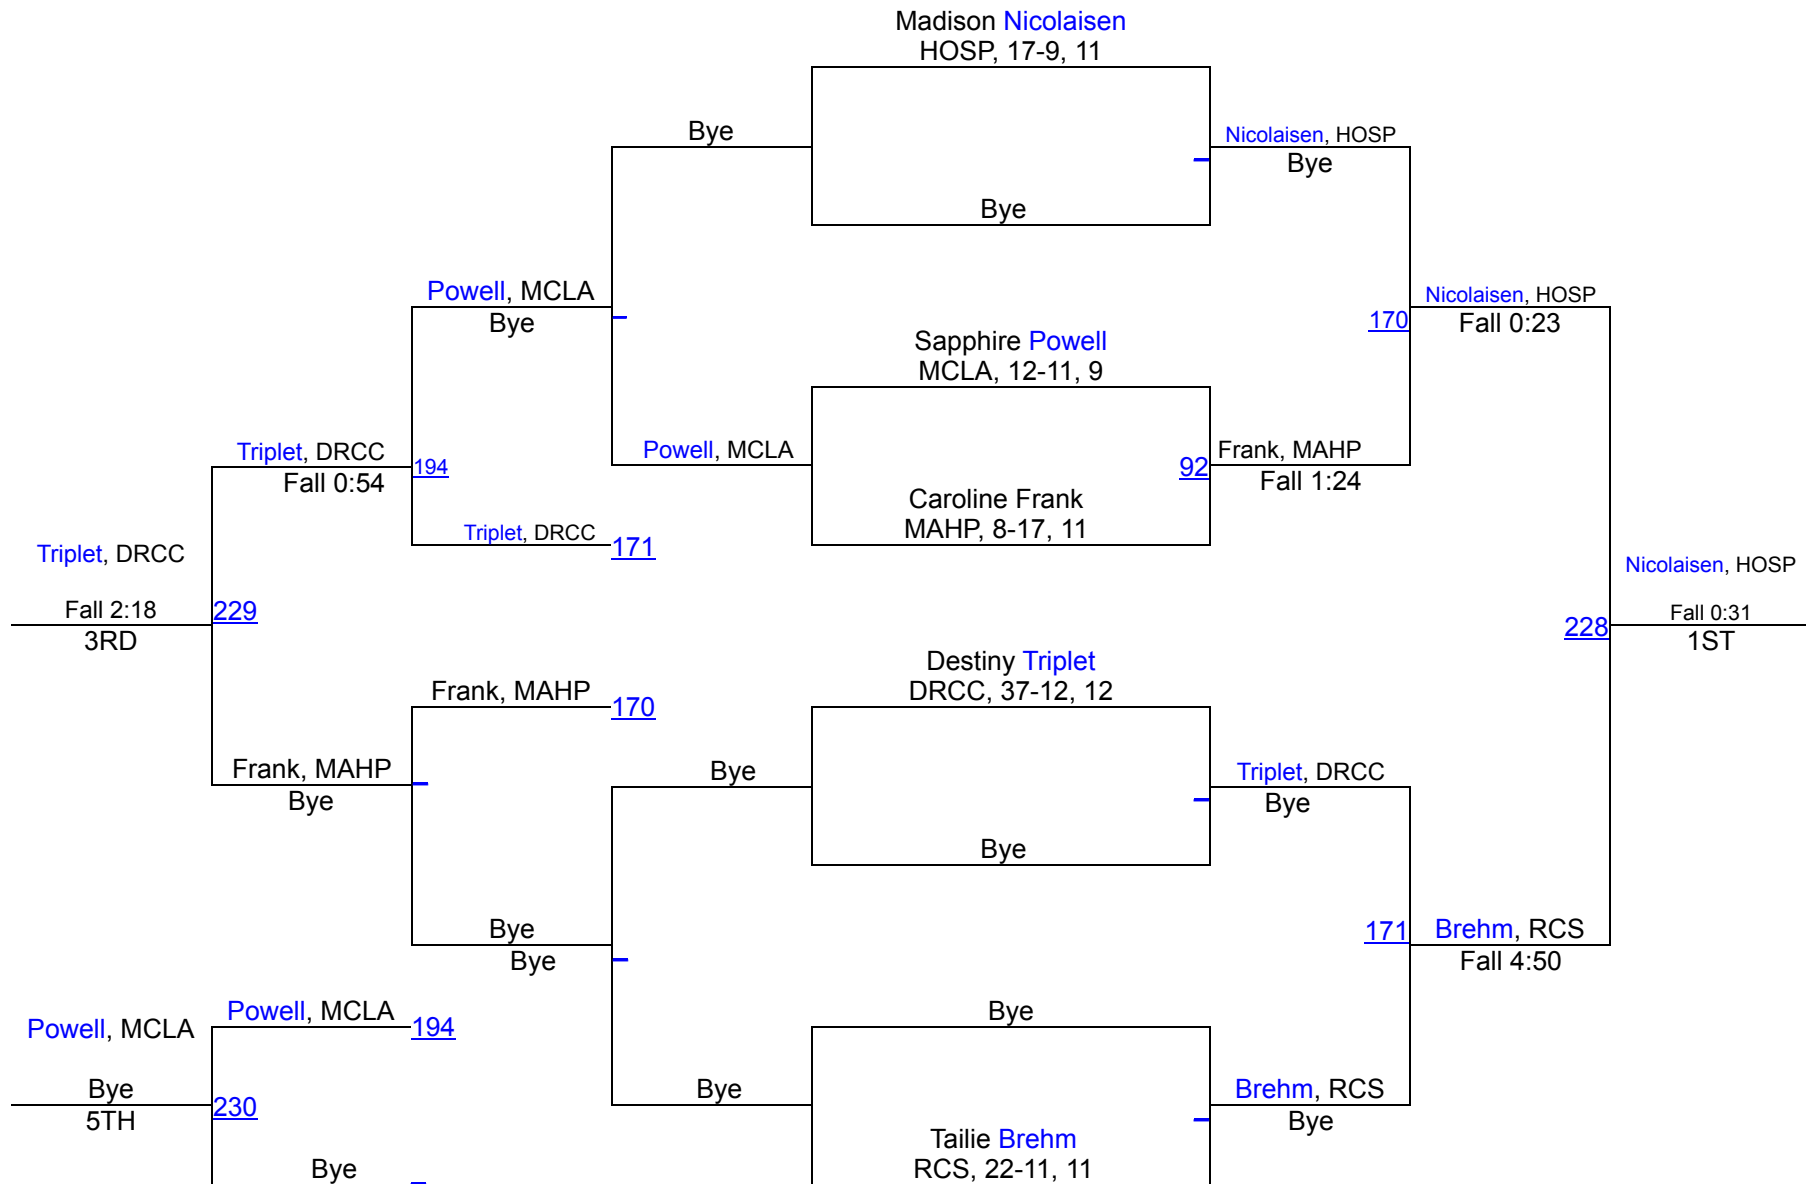 Madison Nicolaisen
HOSP, 17-9, 11
Bye
Nicolaisen, HOSP
Bye
Bye
Powell, MCLA
Bye
Nicolaisen, HOSP
170
Fall 0:23
Sapphire Powell
MCLA, 12-11, 9
Triplet, DRCC
194
Fall 0:54
Powell, MCLA
92
Frank, MAHP
Fall 1:24
Caroline Frank
MAHP, 8-17, 11
Triplet, DRCC
171
Triplet, DRCC
Fall 2:18
229
3RD
Nicolaisen, HOSP
Fall 0:31
228
1ST
Destiny Triplet
DRCC, 37-12, 12
Frank, MAHP
170
Frank, MAHP
Bye
Bye
Triplet, DRCC
Bye
Bye
Bye
Bye
171
Brehm, RCS
Fall 4:50
Powell, MCLA
Powell, MCLA
194
Bye
Bye
230
5TH
Bye
Brehm, RCS
Bye
Tailie Brehm
RCS, 22-11, 11
Bye